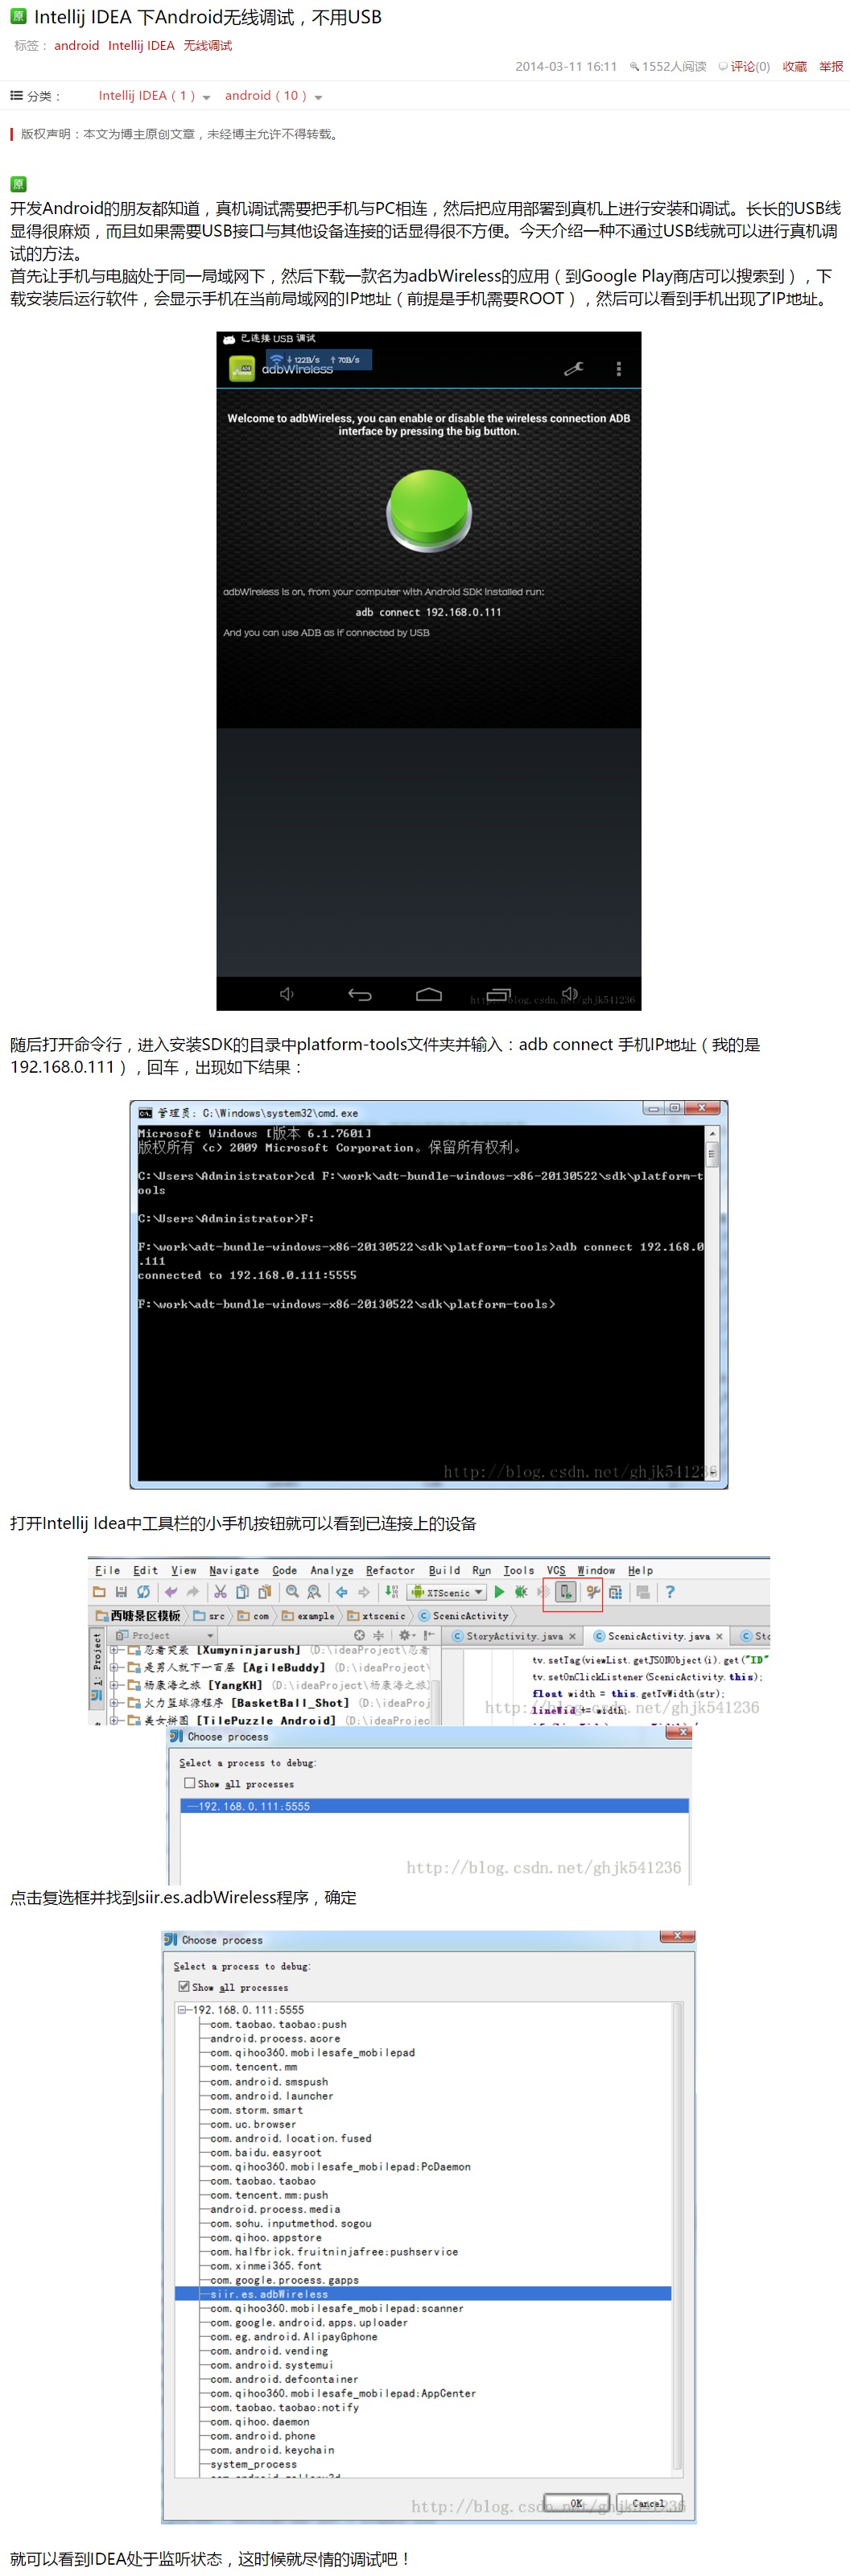 原 Intellij IDEA 下Android无线调试，不用USB
标签： android Intellij IDEA 无线调试
2014-03-11 16:11 1552人阅读 评论(0) 收藏 举报
分类： Intellij IDEA（1） android（10）
版权声明：本文为博主原创文章，未经博主允许不得转载。
原
开发Android的朋友都知道，真机调试需要把手机与PC相连，然后把应用部署到真机上进行安装和调试。长长的USB线
显得很麻烦，而且如果需要USB接口与其他设备连接的话显得很不方便。今天介绍一种不通过USB线就可以进行真机调
试的方法。
首先让手机与电脑处于同一局域网下，然后下载一款名为adbWireless的应用（到Google Play商店可以搜索到），下
载安装后运行软件，会显示手机在当前局域网的IP地址（前提是手机需要ROOT），然后可以看到手机出现了IP地址。
已连接 USB 调试
122B/s 70B/s
adbWireless
Welcome to adbWireless, you can enable or disable the wireless connection ADB
interface by pressing the big button.
adbWireless is on, from your computer with Android SDK installed run:
adb connect 192.168.0.111
And you can use ADB as if connected by USB
http://blog.csdn.net/ghjk541236
随后打开命令行，进入安装SDK的目录中platform-tools文件夹并输入：adb connect 手机IP地址（我的是
192.168.0.111），回车，出现如下结果：
管理员: C:\Windows\system32\cmd.exe
Microsoft Windows [版本 6.1.7601]
版权所有 (c) 2009 Microsoft Corporation。保留所有权利。
C:\Users\Administrator>cd F:\work\adt-bundle-windows-x86-20130522\sdk\platform-t
ools
C:\Users\Administrator>F:
F:\work\adt-bundle-windows-x86-20130522\sdk\platform-tools>adb connect 192.168.0
.111
connected to 192.168.0.111:5555
F:\work\adt-bundle-windows-x86-20130522\sdk\platform-tools>
http://blog.csdn.net/ghjk541236
打开Intellij Idea中工具栏的小手机按钮就可以看到已连接上的设备
File Edit View Navigate Code Analyze Refactor Build Run Tools VCS Window Help
XTScenic
西塘景区模板 src com example xtscenic ScenicActivity
1: Project
Project
StoryActivity.java ScenicActivity.java Sto
忍者突袭 [Xumyninjarush] (D:\ideaProject\忍者
是男人就下一百层 [AgileBuddy] (D:\ideaProject\
杨康海之旅 [YangKH] (D:\ideaProject\杨康海之旅)
火力篮球源程序 [BasketBall_Shot] (D:\ideaProj
美女拼图 [TilePuzzle Android] (D:\ideaProjec
tv.setTag(viewList.getJSONObject(i).get("ID"
tv.setOnClickListener(ScenicActivity.this);
float width = this.getTvWidth(str);
lineWid += width;
http://blog.csdn.net/ghjk541236
Choose process
Select a process to debug:
Show all processes
192.168.0.111:5555
http://blog.csdn.net/ghjk541236
点击复选框并找到siir.es.adbWireless程序，确定
Choose process
Select a process to debug:
Show all processes
192.168.0.111:5555
com.taobao.taobao:push
android.process.acore
com.qihoo360.mobilesafe_mobilepad
com.tencent.mm
com.android.smspush
com.android.launcher
com.storm.smart
com.uc.browser
com.android.location.fused
com.baidu.easyroot
com.qihoo360.mobilesafe_mobilepad:PcDaemon
com.taobao.taobao
com.tencent.mm:push
android.process.media
com.sohu.inputmethod.sogou
com.qihoo.appstore
com.halfbrick.fruitninjafree:pushservice
com.xinmei365.font
com.google.process.gapps
siir.es.adbWireless
com.qihoo360.mobilesafe_mobilepad:scanner
com.google.android.apps.uploader
com.eg.android.AlipayGphone
com.android.vending
com.android.systemui
com.android.defcontainer
com.qihoo360.mobilesafe_mobilepad:AppCenter
com.taobao.taobao:notify
com.qihoo.daemon
com.android.phone
com.android.keychain
system_process
com.android.gallery3d
http://blog.csdn.net/ghjk541236
OK Cancel
就可以看到IDEA处于监听状态，这时候就尽情的调试吧！